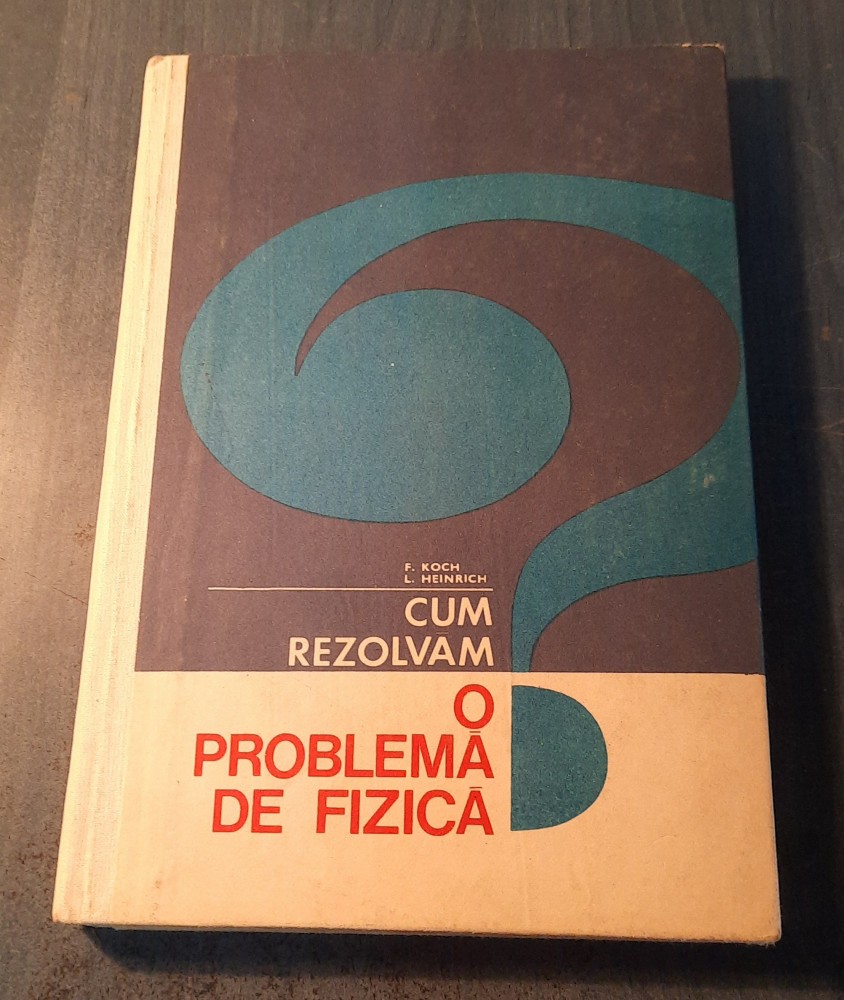 F. KOCH
L. HEINRICH
CUM
REZOLVĂM
O
PROBLEMĂ
DE FIZICĂ